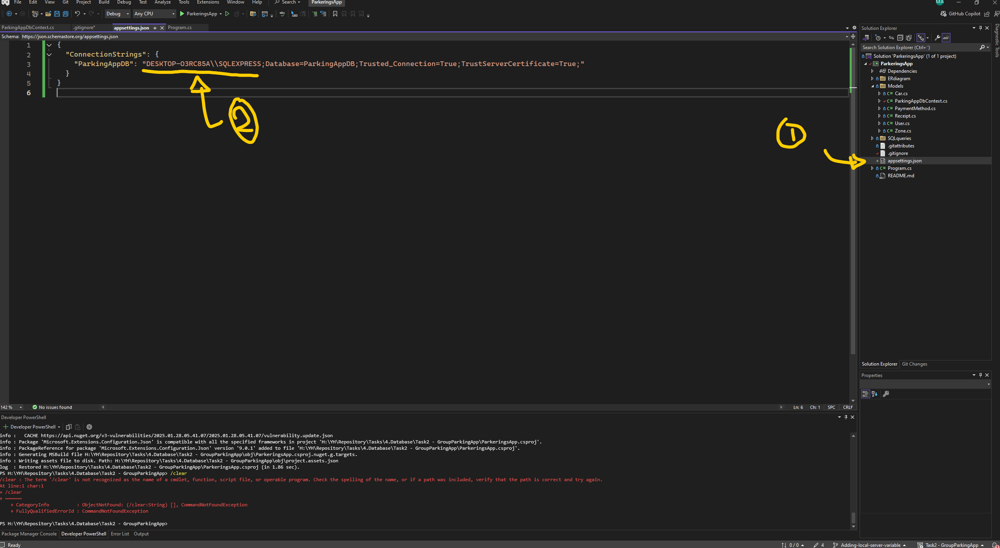 File Edit View Git Project Build Debug Test Analyze Tools Extensions Window Help Search ParkeringsApp MA
Debug Any CPU ParkeringsApp abc GitHub Copilot
ParkingAppDbContext.cs .gitignore* appsettings.json Program.cs
Schema: https://json.schemastore.org/appsettings.json
1 {
2 "ConnectionStrings": {
3 "ParkingAppDB": "DESKTOP-O3RC85A\\SQLEXPRESS;Database=ParkingAppDB;Trusted_Connection=True;TrustServerCertificate=True;"
4 }
5 }
6
2
1
Diagnostic Tools
Solution Explorer
Search Solution Explorer (Ctrl+¨)
Solution 'ParkeringsApp' (1 of 1 project)
C# ParkeringsApp
Dependencies
ERdiagram
Models
C# Car.cs
C# ParkingAppDbContext.cs
C# PaymentMethod.cs
C# Receipt.cs
C# User.cs
C# Zone.cs
SQLqueries
.gitattributes
.gitignore
appsettings.json
C# Program.cs
README.md
Solution Explorer Git Changes
Properties
142 % No issues found Ln: 6 Ch: 1 SPC CRLF
Developer PowerShell
Developer PowerShell
info :   CACHE https://api.nuget.org/v3-vulnerabilities/2025.01.28.05.41.07/2025.01.28.05.41.07/vulnerability.update.json
info : Package 'Microsoft.Extensions.Configuration.Json' is compatible with all the specified frameworks in project 'H:\YH\Repository\Tasks\4.Database\Task2 - GroupParkingApp\ParkeringsApp.csproj'.
info : PackageReference for package 'Microsoft.Extensions.Configuration.Json' version '9.0.1' added to file 'H:\YH\Repository\Tasks\4.Database\Task2 - GroupParkingApp\ParkeringsApp.csproj'.
info : Generating MSBuild file H:\YH\Repository\Tasks\4.Database\Task2 - GroupParkingApp\obj\ParkeringsApp.csproj.nuget.g.targets.
info : Writing assets file to disk. Path: H:\YH\Repository\Tasks\4.Database\Task2 - GroupParkingApp\obj\project.assets.json
log  : Restored H:\YH\Repository\Tasks\4.Database\Task2 - GroupParkingApp\ParkeringsApp.csproj (in 1.86 sec).
PS H:\YH\Repository\Tasks\4.Database\Task2 - GroupParkingApp> /clear
/clear : The term '/clear' is not recognized as the name of a cmdlet, function, script file, or operable program. Check the spelling of the name, or if a path was included, verify that the path is correct and try again.
At line:1 char:1
+ /clear
+ ~~~~~~
+ CategoryInfo          : ObjectNotFound: (/clear:String) [], CommandNotFoundException
+ FullyQualifiedErrorId : CommandNotFoundException
PS H:\YH\Repository\Tasks\4.Database\Task2 - GroupParkingApp>
Package Manager Console Developer PowerShell Error List Output
Ready 0 / 0 4 Adding-local-server-variable Task2 - GroupParkingApp 1